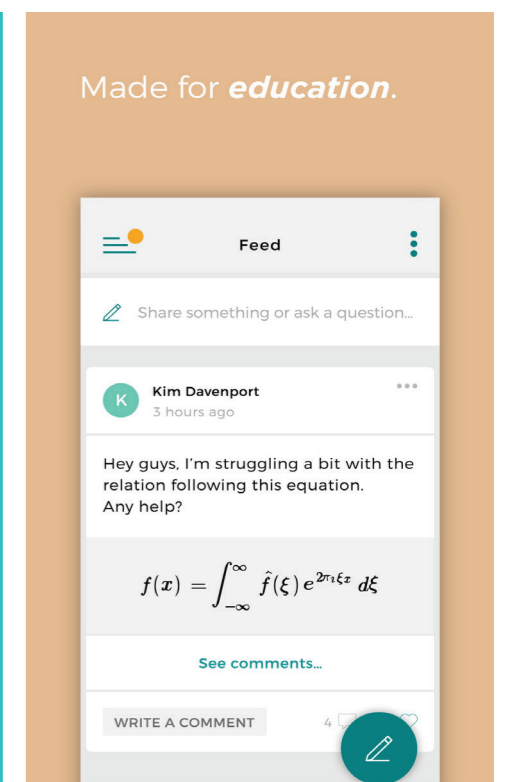 Made for education.
Feed
Share something or ask a question...
K
Kim Davenport
3 hours ago
Hey guys, I'm struggling a bit with the
relation following this equation.
Any help?
f(x) = ∫_{-∞}^{∞} f̂(ξ) e^{2πiξx} dξ
See comments...
WRITE A COMMENT
4